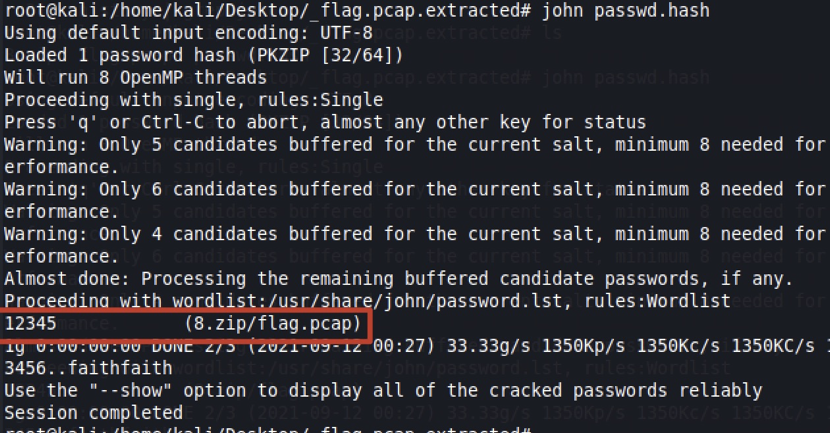 root@kali:/home/kali/Desktop/_flag.pcap.extracted# john passwd.hash
Using default input encoding: UTF-8
Loaded 1 password hash (PKZIP [32/64])
Will run 8 OpenMP threads
Proceeding with single, rules:Single
Press 'q' or Ctrl-C to abort, almost any other key for status
Warning: Only 5 candidates buffered for the current salt, minimum 8 needed for
erformance.
Warning: Only 6 candidates buffered for the current salt, minimum 8 needed for
erformance.
Warning: Only 4 candidates buffered for the current salt, minimum 8 needed for
erformance.
Almost done: Processing the remaining buffered candidate passwords, if any.
Proceeding with wordlist:/usr/share/john/password.lst, rules:Wordlist
12345 (8.zip/flag.pcap)
1g 0:00:00:00 DONE 2/3 (2021-09-12 00:27) 33.33g/s 1350Kp/s 1350Kc/s 1350KC/s 1
3456..faithfaith
Use the "--show" option to display all of the cracked passwords reliably
Session completed
root@kali:/home/kali/Desktop/_flag.pcap.extracted#